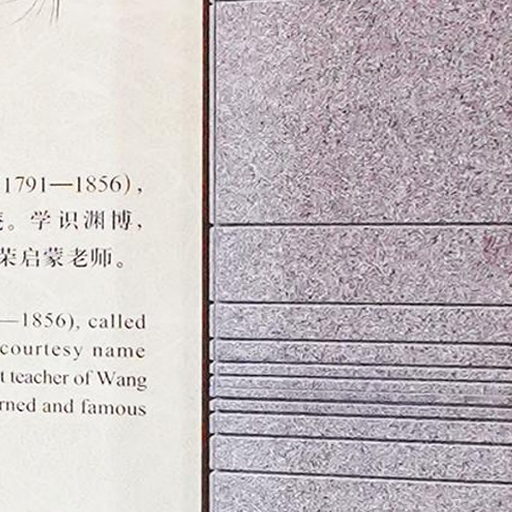 1791—1856),
。学识渊博,
荣启蒙老师。
—1856), called
courtesy name
t teacher of Wang
rned and famous